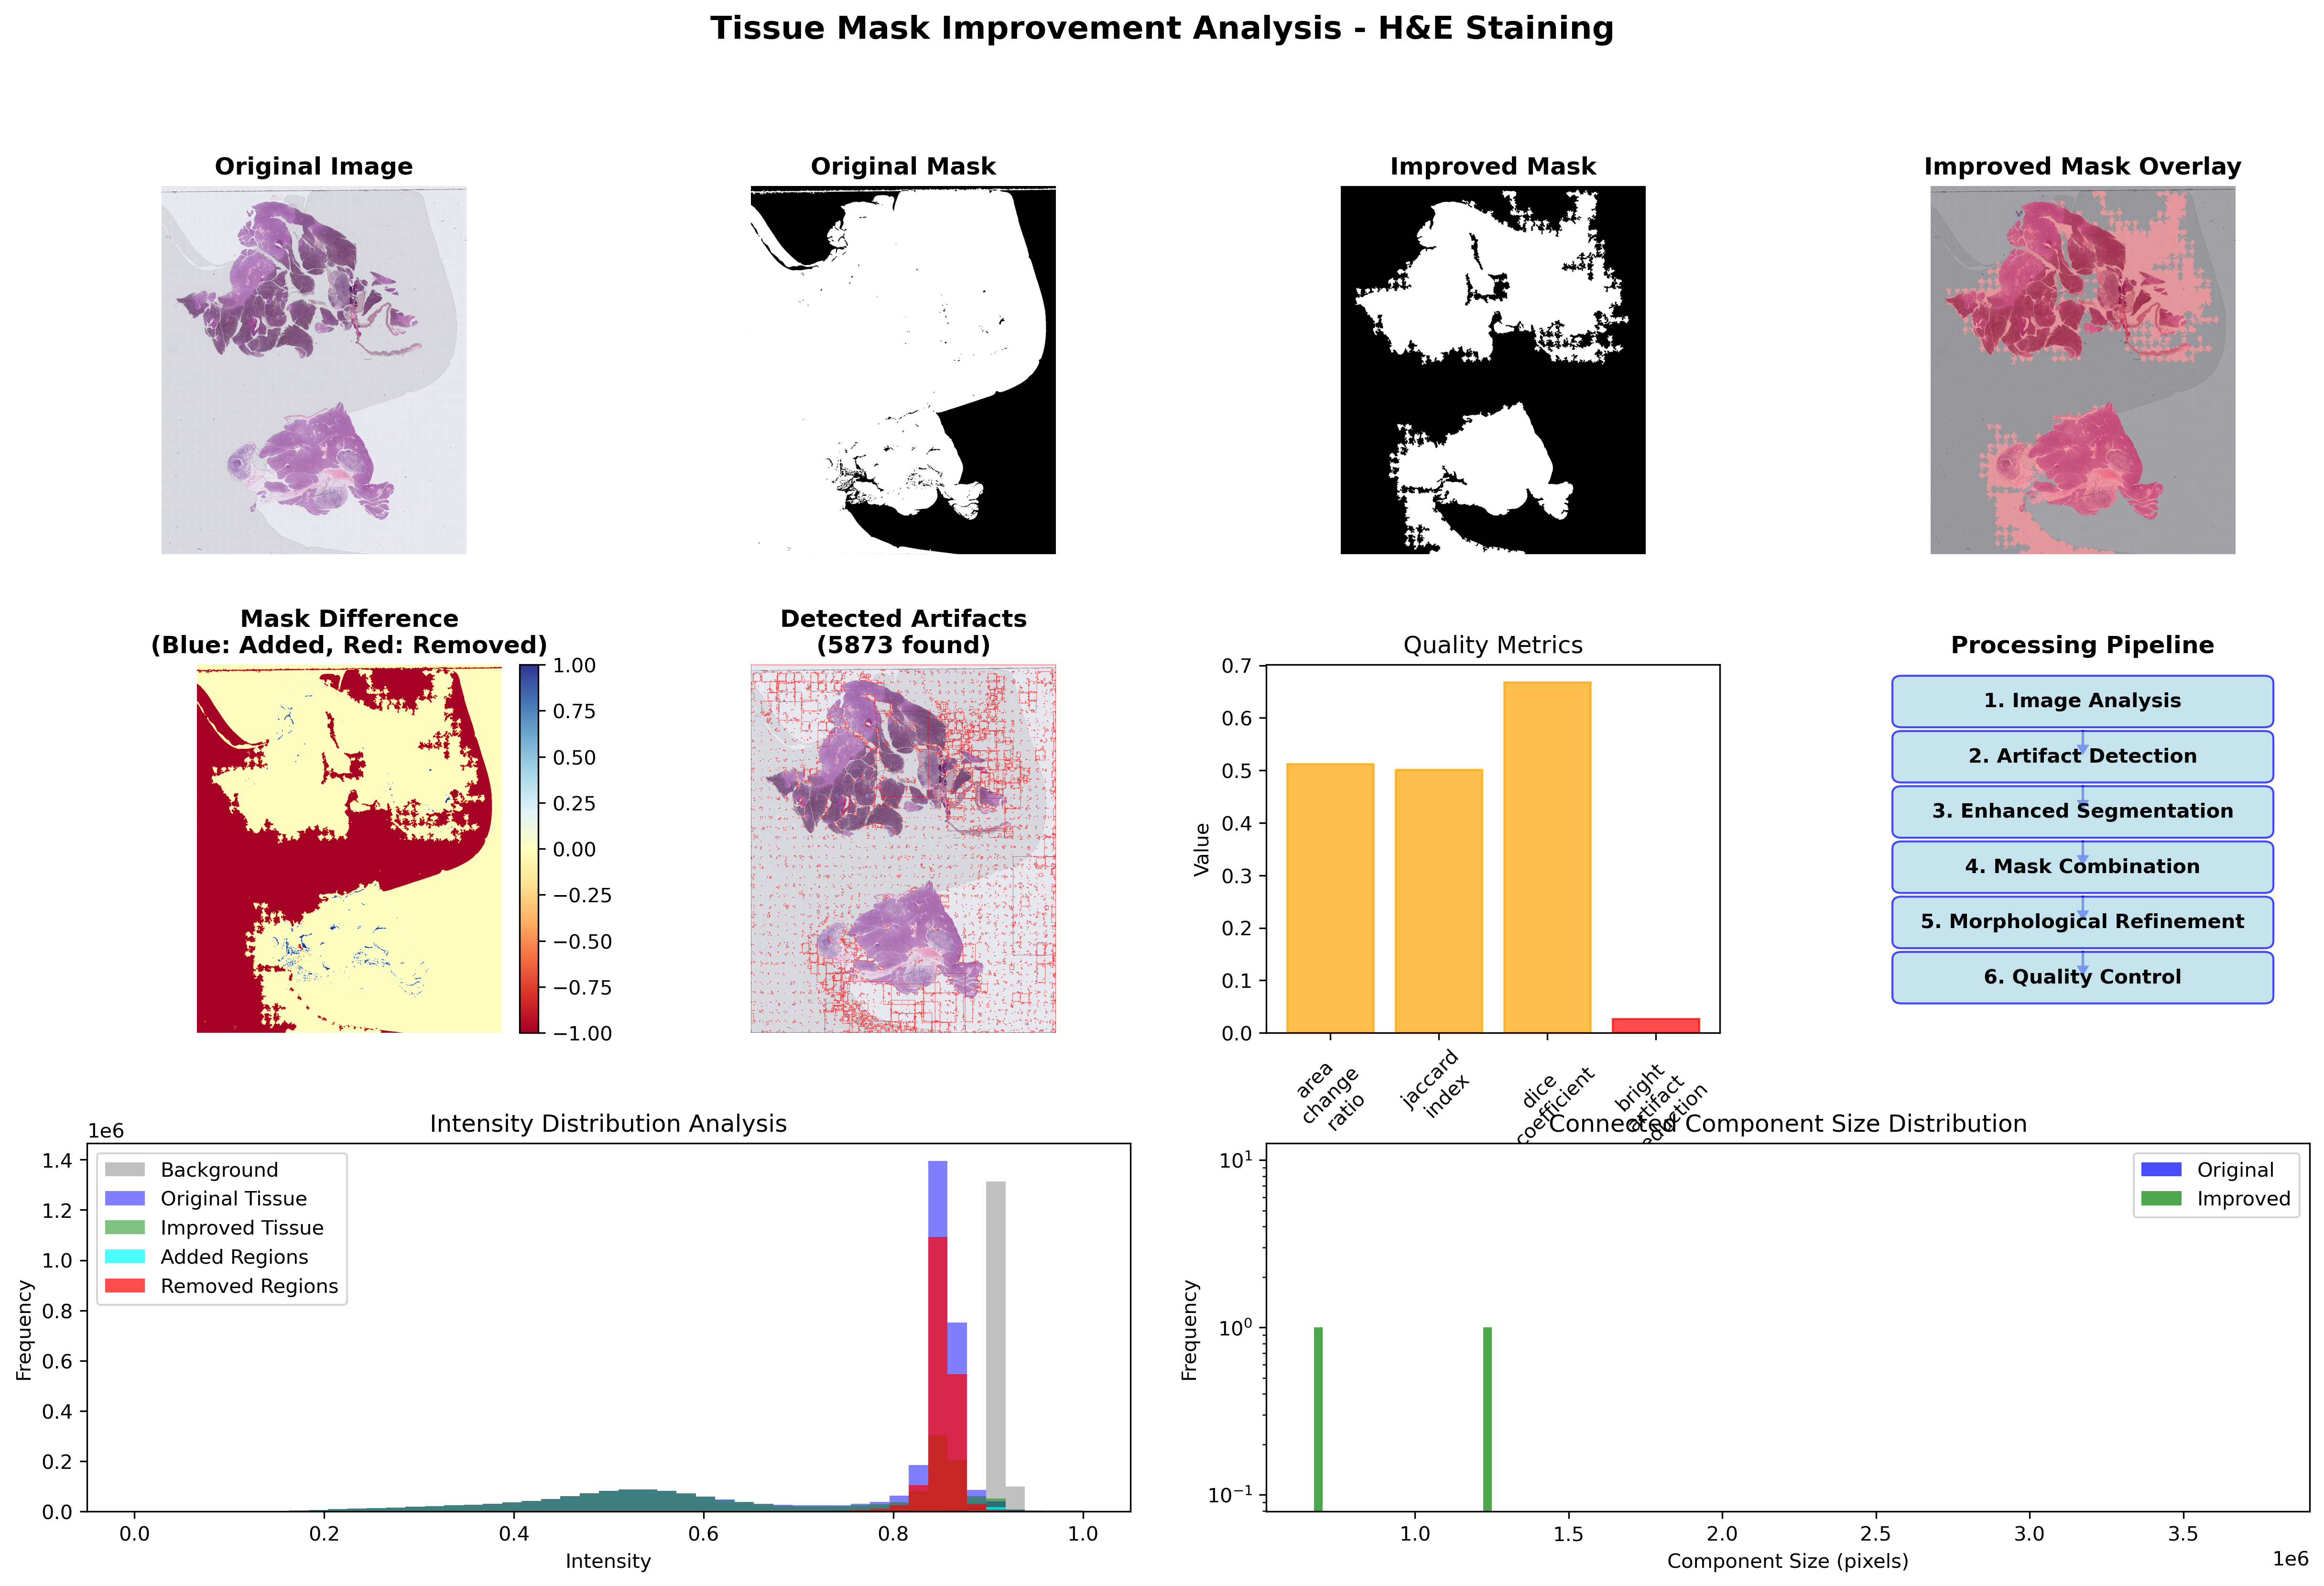 Tissue Mask Improvement Analysis - H&E Staining
Original Image
Original Mask
Improved Mask
Improved Mask Overlay
Mask Difference
(Blue: Added, Red: Removed)
1.00
0.75
0.50
0.25
0.00
−0.25
−0.50
−0.75
−1.00
Detected Artifacts
(5873 found)
Quality Metrics
Value
0.7
0.6
0.5
0.4
0.3
0.2
0.1
0.0
area
change
ratio
jaccard
index
dice
coefficient
bright
artifact
Processing Pipeline
1. Image Analysis
2. Artifact Detection
3. Enhanced Segmentation
4. Mask Combination
5. Morphological Refinement
6. Quality Control
Intensity Distribution Analysis
1e6
Frequency
1.4
1.2
1.0
0.8
0.6
0.4
0.2
0.0
Background
Original Tissue
Improved Tissue
Added Regions
Removed Regions
0.0 0.2 0.4 0.6 0.8 1.0
Intensity
Connected Component Size Distribution
Frequency
10¹
10⁰
10⁻¹
Original
Improved
1.0 1.5 2.0 2.5 3.0 3.5
1e6
Component Size (pixels)